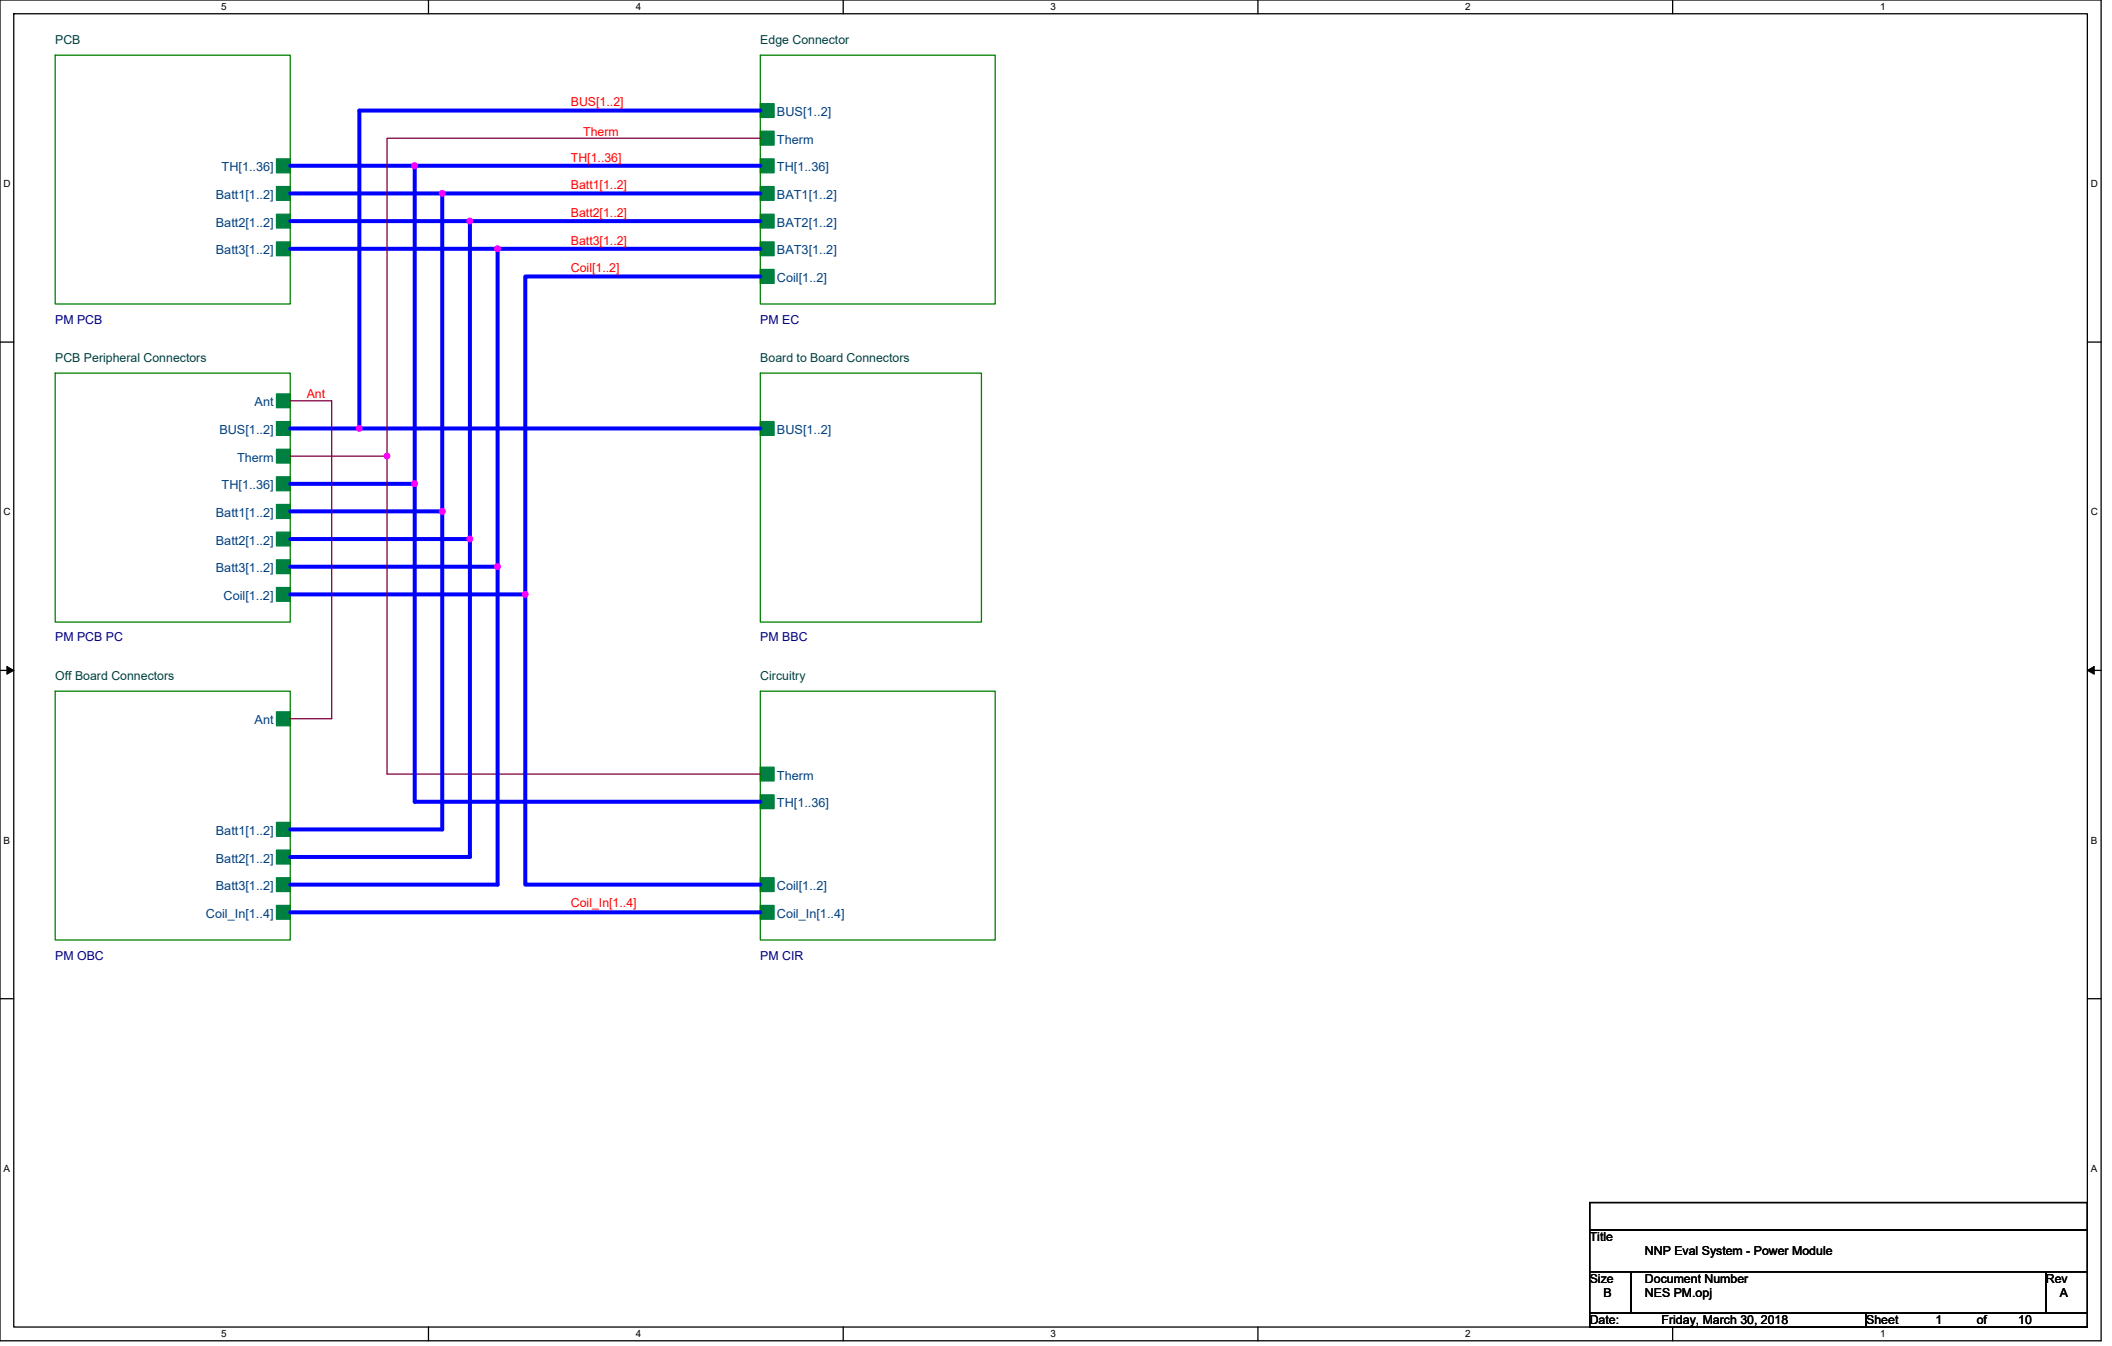 5 4 3 2 1
PCB
Edge Connector
BUS[1..2]
BUS[1..2]
Therm
Therm
TH[1..36]
TH[1..36]
TH[1..36]
D
D
Batt1[1..2]
Batt1[1..2]
BAT1[1..2]
Batt2[1..2]
Batt2[1..2]
BAT2[1..2]
Batt3[1..2]
Batt3[1..2]
BAT3[1..2]
Coil[1..2]
Coil[1..2]
PM PCB
PM EC
PCB Peripheral Connectors
Board to Board Connectors
Ant
Ant
BUS[1..2]
BUS[1..2]
Therm
TH[1..36]
C
C
Batt1[1..2]
Batt2[1..2]
Batt3[1..2]
Coil[1..2]
PM PCB PC
PM BBC
Off Board Connectors
Circuitry
Ant
Therm
TH[1..36]
Batt1[1..2]
B
B
Batt2[1..2]
Batt3[1..2]
Coil[1..2]
Coil_In[1..4]
Coil_In[1..4]
Coil_In[1..4]
PM OBC
PM CIR
A
A
Title
NNP Eval System - Power Module
Size
Document Number
Rev
B
NES PM.opj
A
Date:
Friday, March 30, 2018
Sheet 1 of 10
5 4 3 2 1